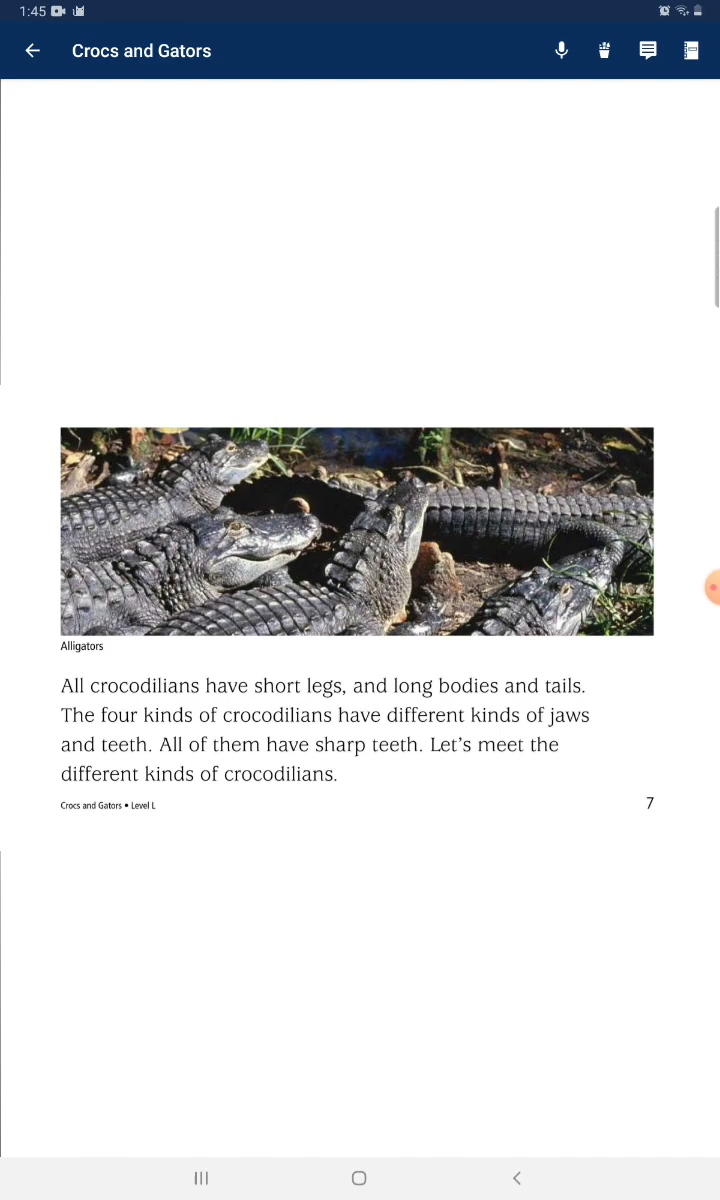 1:45
Crocs and Gators
Alligators
All crocodilians have short legs, and long bodies and tails.
The four kinds of crocodilians have different kinds of jaws
and teeth. All of them have sharp teeth. Let's meet the
different kinds of crocodilians.
Crocs and Gators • Level L
7